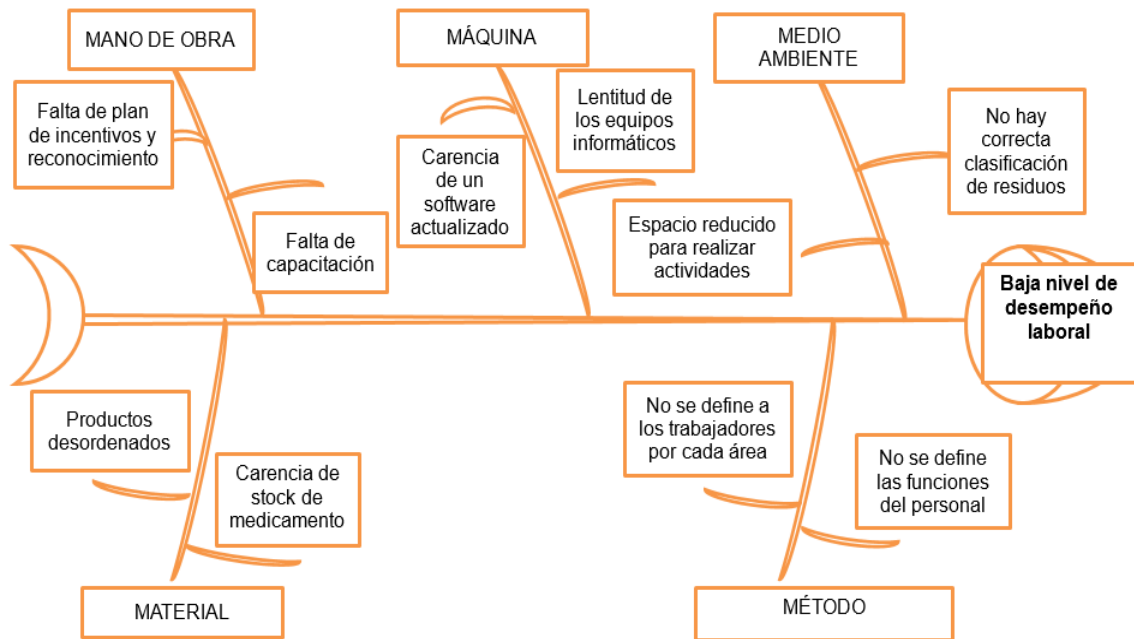 MANO DE OBRA
MÁQUINA
MEDIO
AMBIENTE
Falta de plan
de incentivos y
reconocimiento
Falta de
capacitación
Carencia
de un
software
actualizado
Lentitud de
los equipos
informáticos
Espacio reducido
para realizar
actividades
No hay
correcta
clasificación
de residuos
Baja nivel de
desempeño
laboral
Productos
desordenados
Carencia de
stock de
medicamento
No se define a
los trabajadores
por cada área
No se define
las funciones
del personal
MATERIAL
MÉTODO